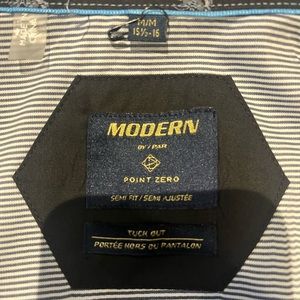 M/M
15½-16
MODERN
BY/PAR
POINT ZERO
SEMI FIT/SEMI AJUSTÉE
TUCK OUT
PORTÉE HORS DU PANTALON